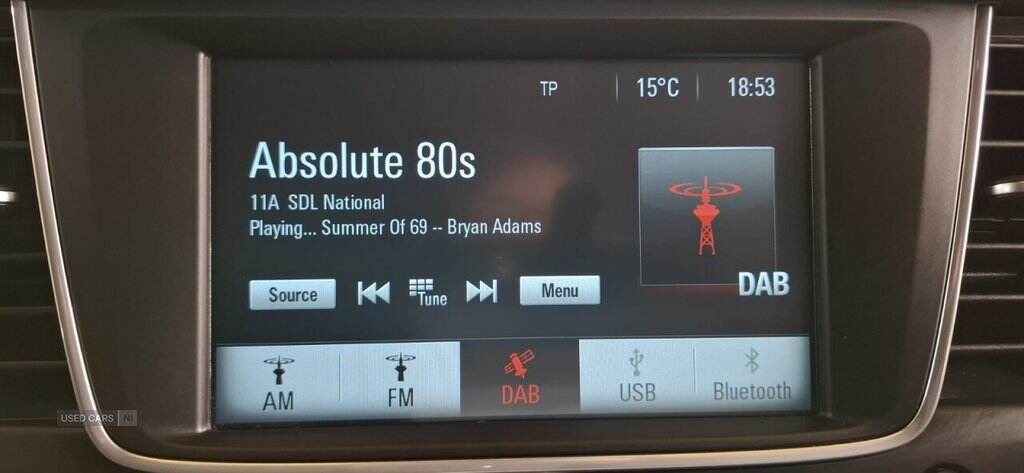 TP 15°C 18:53
Absolute 80s
11A SDL National
Playing... Summer Of 69 -- Bryan Adams
DAB
Source Tune Menu
AM FM DAB USB Bluetooth
USED CARS NI